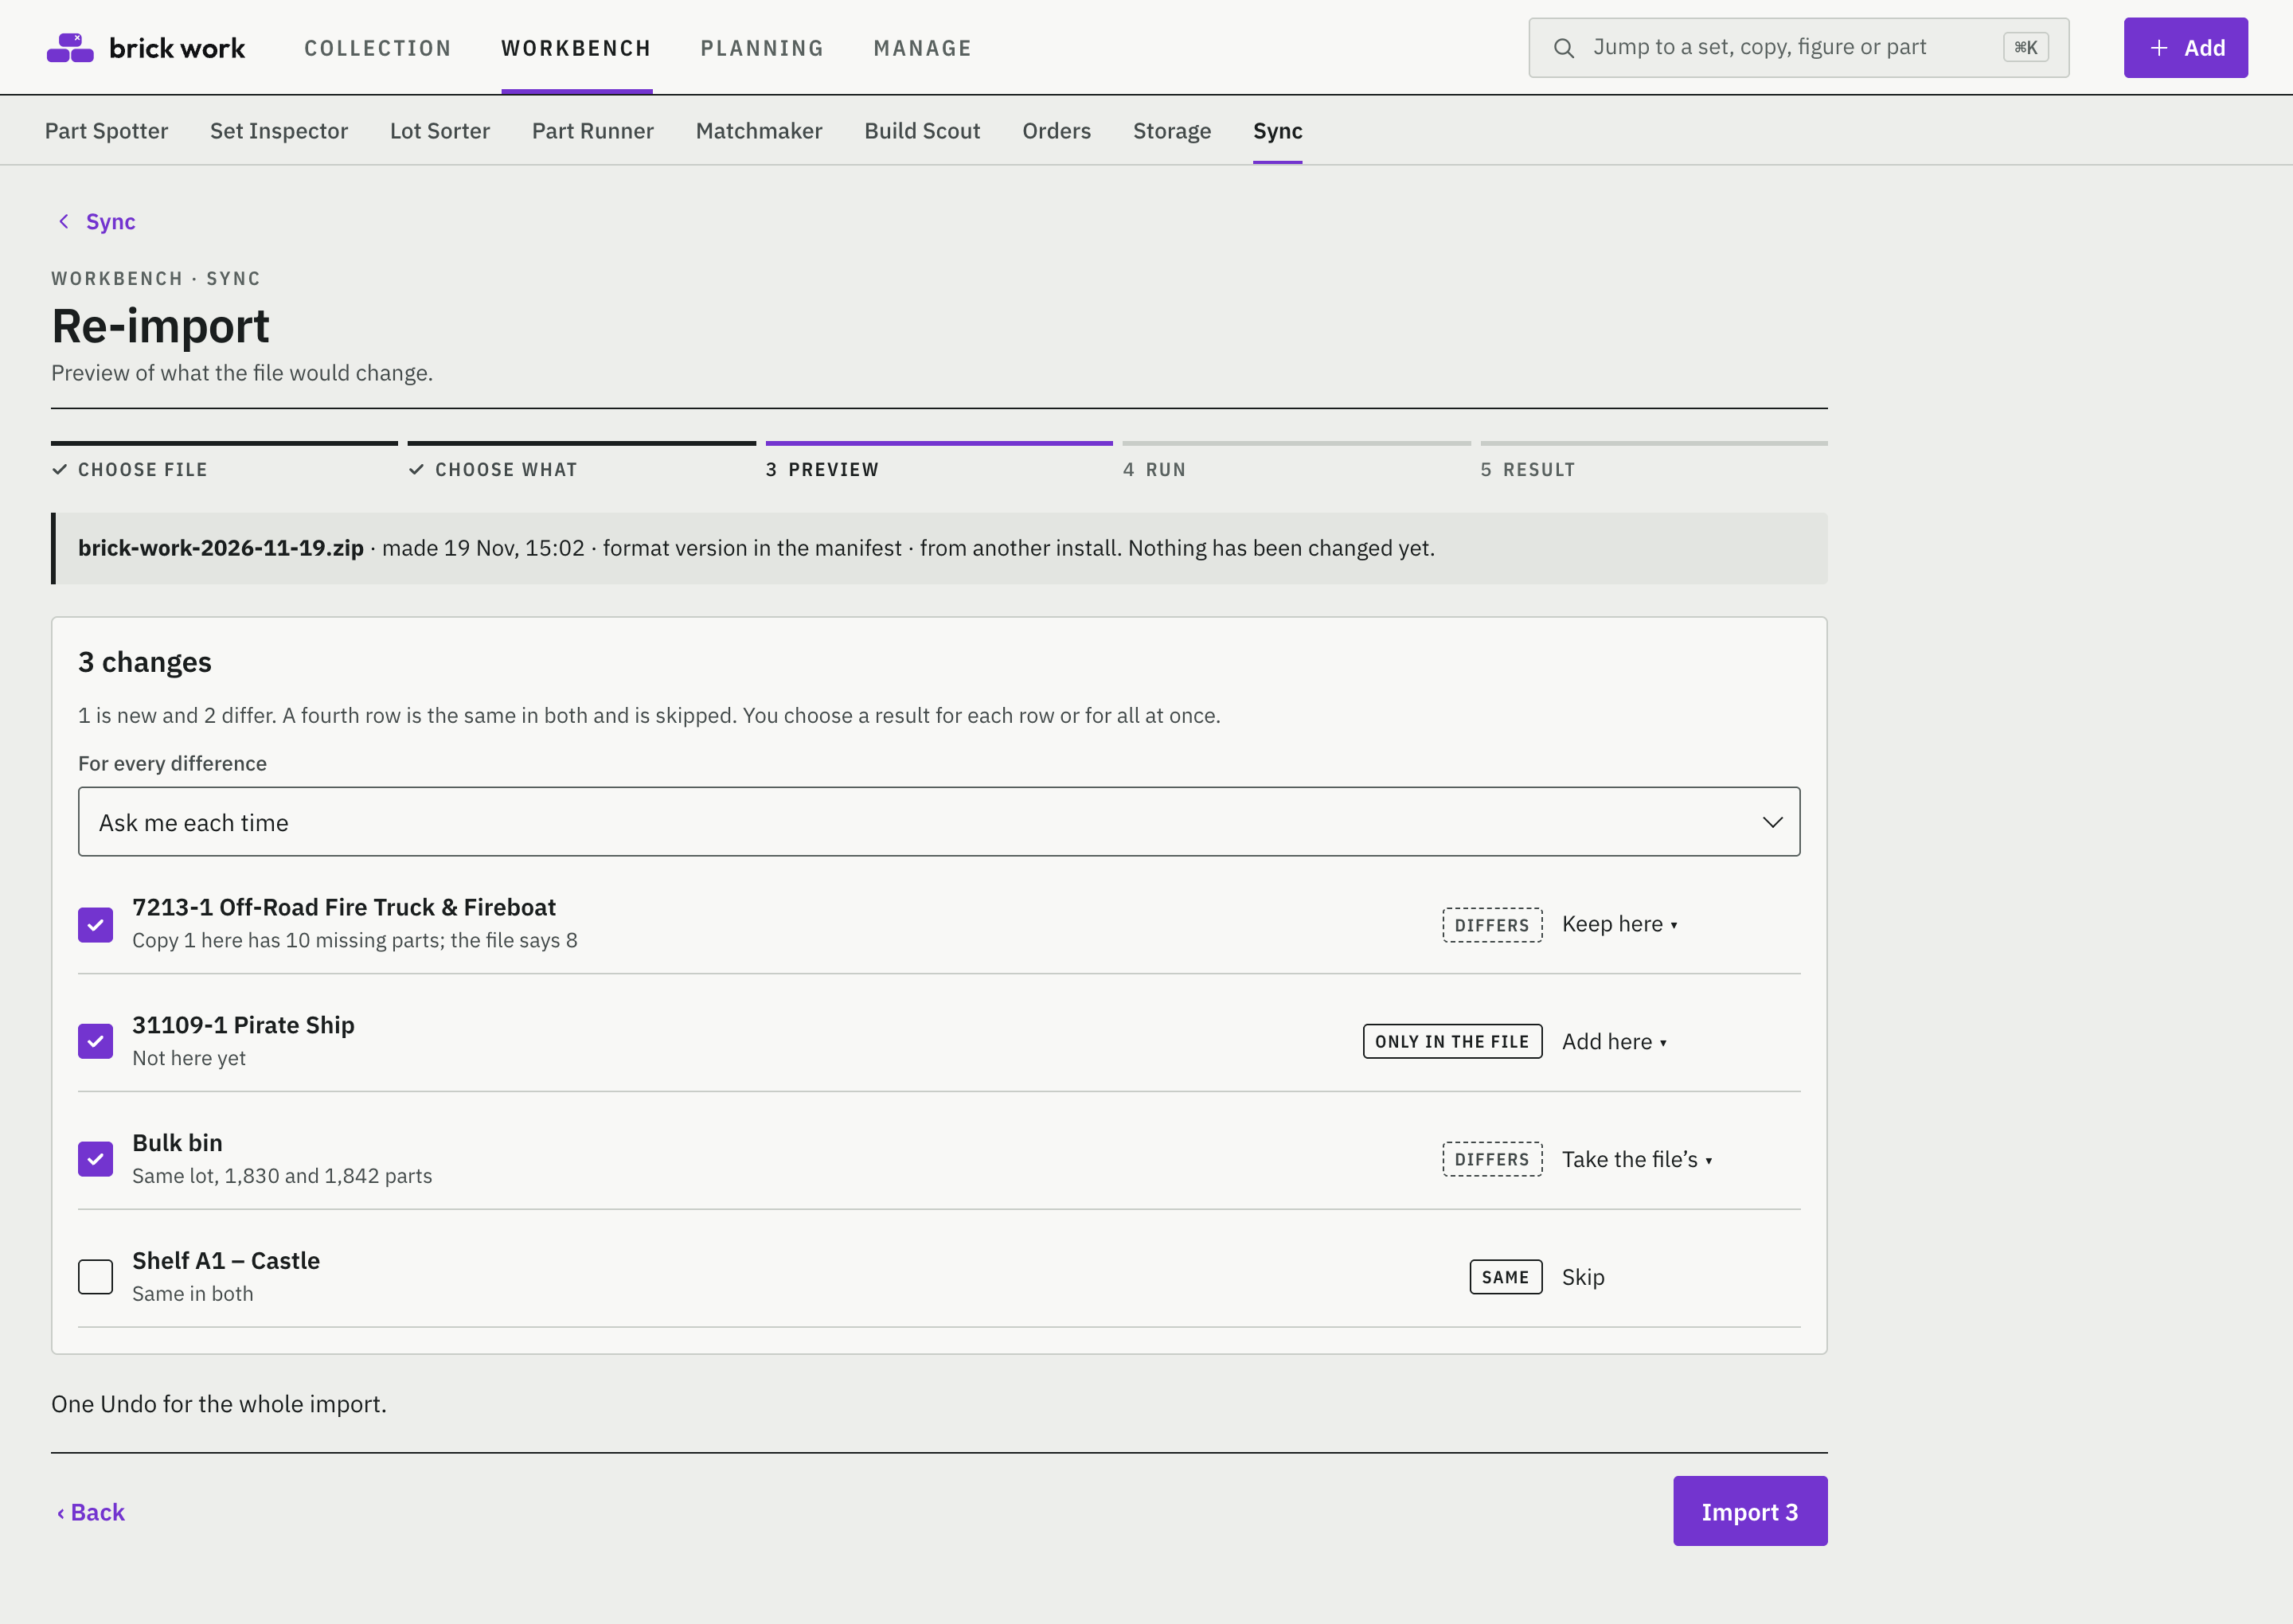 brick work COLLECTION WORKBENCH PLANNING MANAGE Jump to a set, copy, figure or part ⌘K + Add
Part Spotter Set Inspector Lot Sorter Part Runner Matchmaker Build Scout Orders Storage Sync
Sync
WORKBENCH · SYNC
Re-import
Preview of what the file would change.
CHOOSE FILE CHOOSE WHAT 3 PREVIEW 4 RUN 5 RESULT
brick-work-2026-11-19.zip · made 19 Nov, 15:02 · format version in the manifest · from another install. Nothing has been changed yet.
3 changes
1 is new and 2 differ. A fourth row is the same in both and is skipped. You choose a result for each row or for all at once.
For every difference
Ask me each time
7213-1 Off-Road Fire Truck & Fireboat
Copy 1 here has 10 missing parts; the file says 8
DIFFERS Keep here ▾
31109-1 Pirate Ship
Not here yet
ONLY IN THE FILE Add here ▾
Bulk bin
Same lot, 1,830 and 1,842 parts
DIFFERS Take the file’s ▾
Shelf A1 – Castle
Same in both
SAME Skip
One Undo for the whole import.
‹ Back Import 3